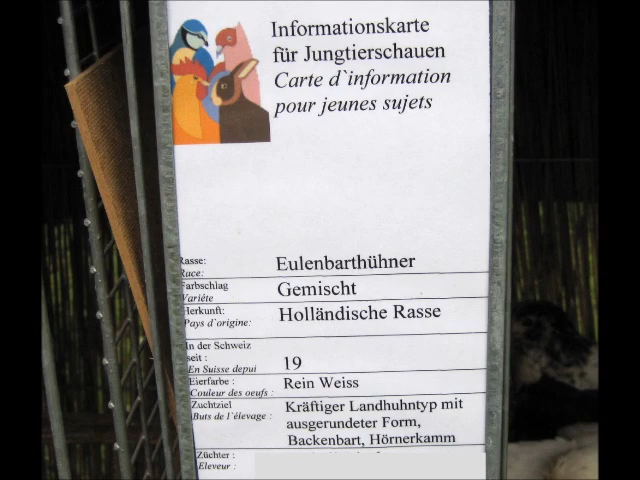 Informationskarte
für Jungtierschauen
Carte d`information
pour jeunes sujets
Rasse: Eulenbarthühner
Race:
Farbschlag Gemischt
Variéte
Herkunft: Holländische Rasse
Pays d`origine:
In der Schweiz
seit : 19
En Suisse depui
Eierfarbe : Rein Weiss
Couleur des oeufs :
Zuchtziel Kräftiger Landhuhntyp mit
Buts de l`élevage : ausgerundeter Form,
Backenbart, Hörnerkamm
Züchter :
Eleveur :